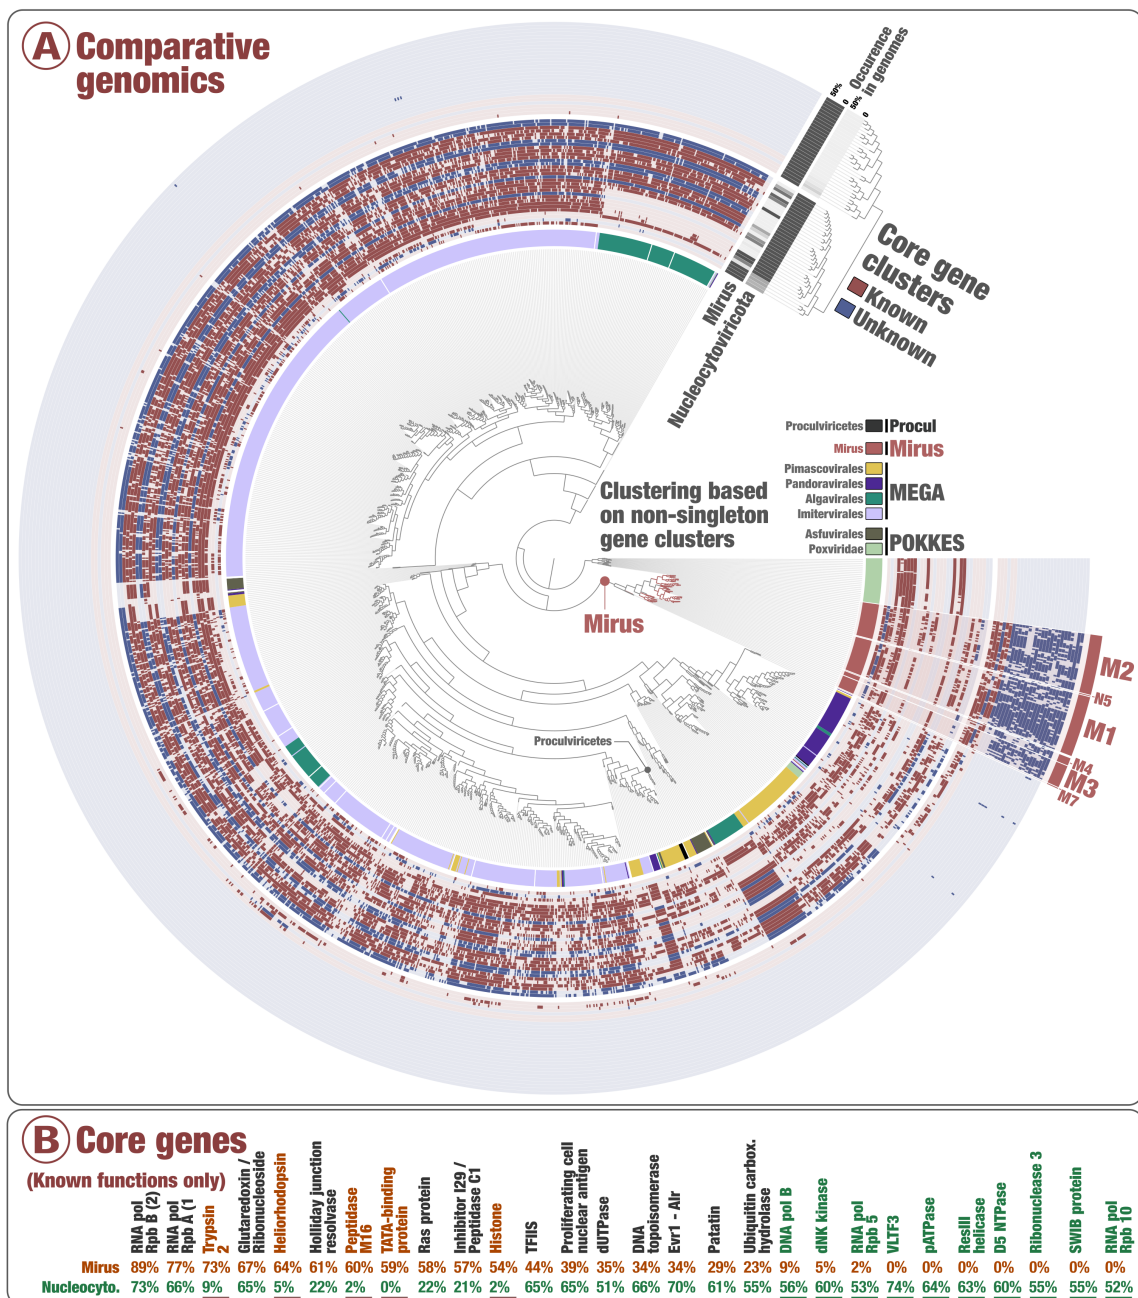 A Comparative
genomics
Occurence
in genomes
50%
0
50%
0
Core gene
clusters
Known
Unknown
Mirus
Nucleocytoviricota
Proculviricetes Procul
Mirus Mirus
Pimascovirales
Pandoravirales
Algavirales
Imitervirales
MEGA
Asfuvirales
Poxviridae
POKKES
Clustering based
on non-singleton
gene clusters
Mirus
Proculviricetes
M2
N5
M1
M4
M3
M7
B Core genes
(Known functions only)
RNA pol
Rpb B (2)
RNA pol
Rpb A (1
Trypsin
2
Glutaredoxin /
Ribonucleoside
Heliorhodopsin
Holliday junction
resolvase
Peptidase
M16
TATA-binding
protein
Ras protein
Inhibitor I29 /
Peptidase C1
Histone
TFIIS
Proliferating cell
nuclear antigen
dUTPase
DNA
topoisomerase
Evr1 - Alr
Patatin
Ubiquitin carbox.
hydrolase
DNA pol B
dNK kinase
RNA pol
Rpb 5
VLTF3
pATPase
ResIII
helicase
D5 NTPase
Ribonuclease 3
SWIB protein
RNA pol
Rpb 10
Mirus 89% 77% 73% 67% 64% 61% 60% 59% 58% 57% 54% 44% 39% 35% 34% 34% 29% 23% 9% 5% 2% 0% 0% 0% 0% 0% 0% 0%
Nucleocyto. 73% 66% 9% 65% 5% 22% 2% 0% 22% 21% 2% 65% 65% 51% 66% 70% 61% 55% 56% 60% 53% 74% 64% 63% 60% 55% 55% 52%